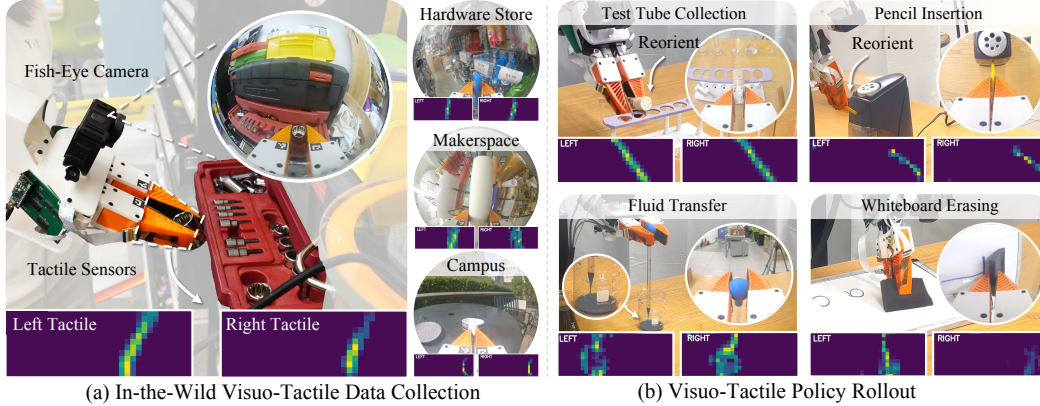 Fish-Eye Camera
Tactile Sensors
Left Tactile
Right Tactile
Hardware Store
LEFT
RIGHT
Makerspace
LEFT
RIGHT
Campus
LEFT
RIGHT
(a) In-the-Wild Visuo-Tactile Data Collection
Test Tube Collection
Reorient
LEFT
RIGHT
Pencil Insertion
Reorient
LEFT
RIGHT
Fluid Transfer
LEFT
RIGHT
Whiteboard Erasing
LEFT
RIGHT
(b) Visuo-Tactile Policy Rollout